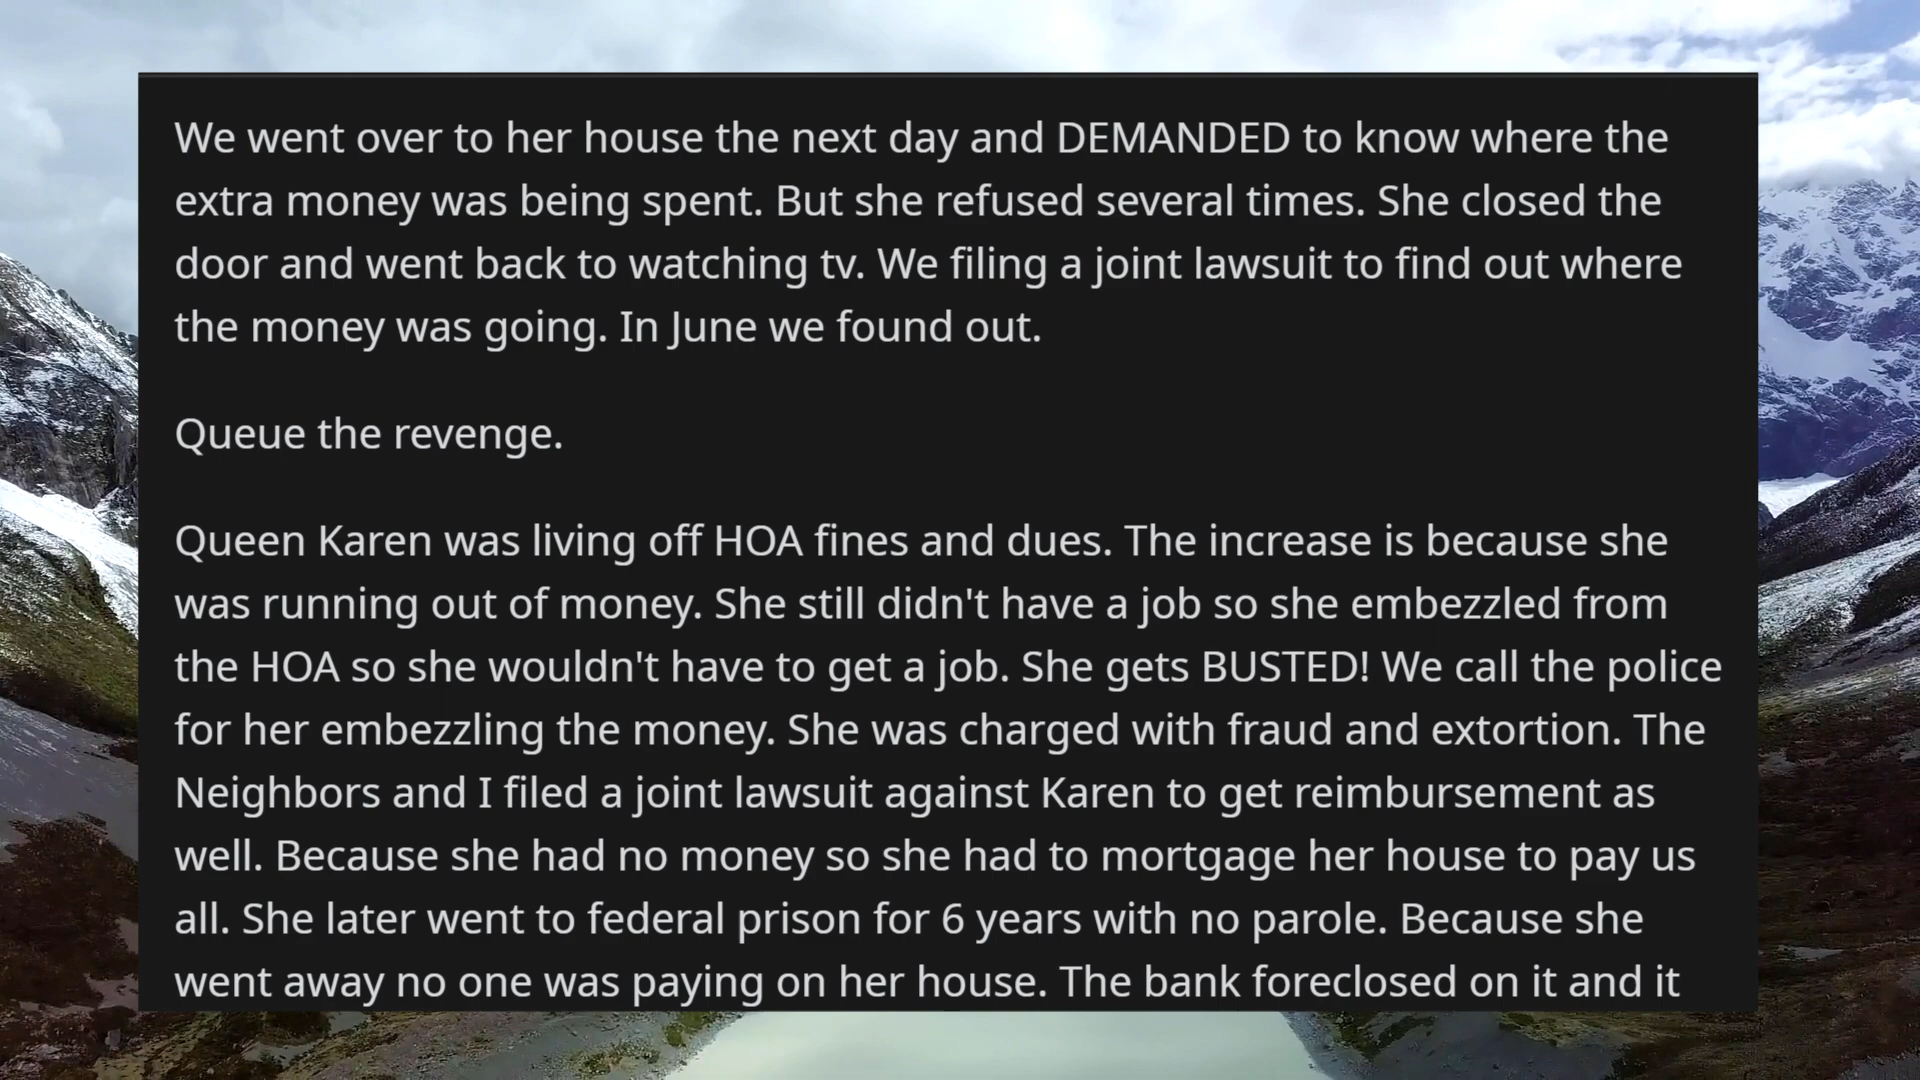 We went over to her house the next day and DEMANDED to know where the
extra money was being spent. But she refused several times. She closed the
door and went back to watching tv. We filing a joint lawsuit to find out where
the money was going. In June we found out.
Queue the revenge.
Queen Karen was living off HOA fines and dues. The increase is because she
was running out of money. She still didn't have a job so she embezzled from
the HOA so she wouldn't have to get a job. She gets BUSTED! We call the police
for her embezzling the money. She was charged with fraud and extortion. The
Neighbors and I filed a joint lawsuit against Karen to get reimbursement as
well. Because she had no money so she had to mortgage her house to pay us
all. She later went to federal prison for 6 years with no parole. Because she
went away no one was paying on her house. The bank foreclosed on it and it